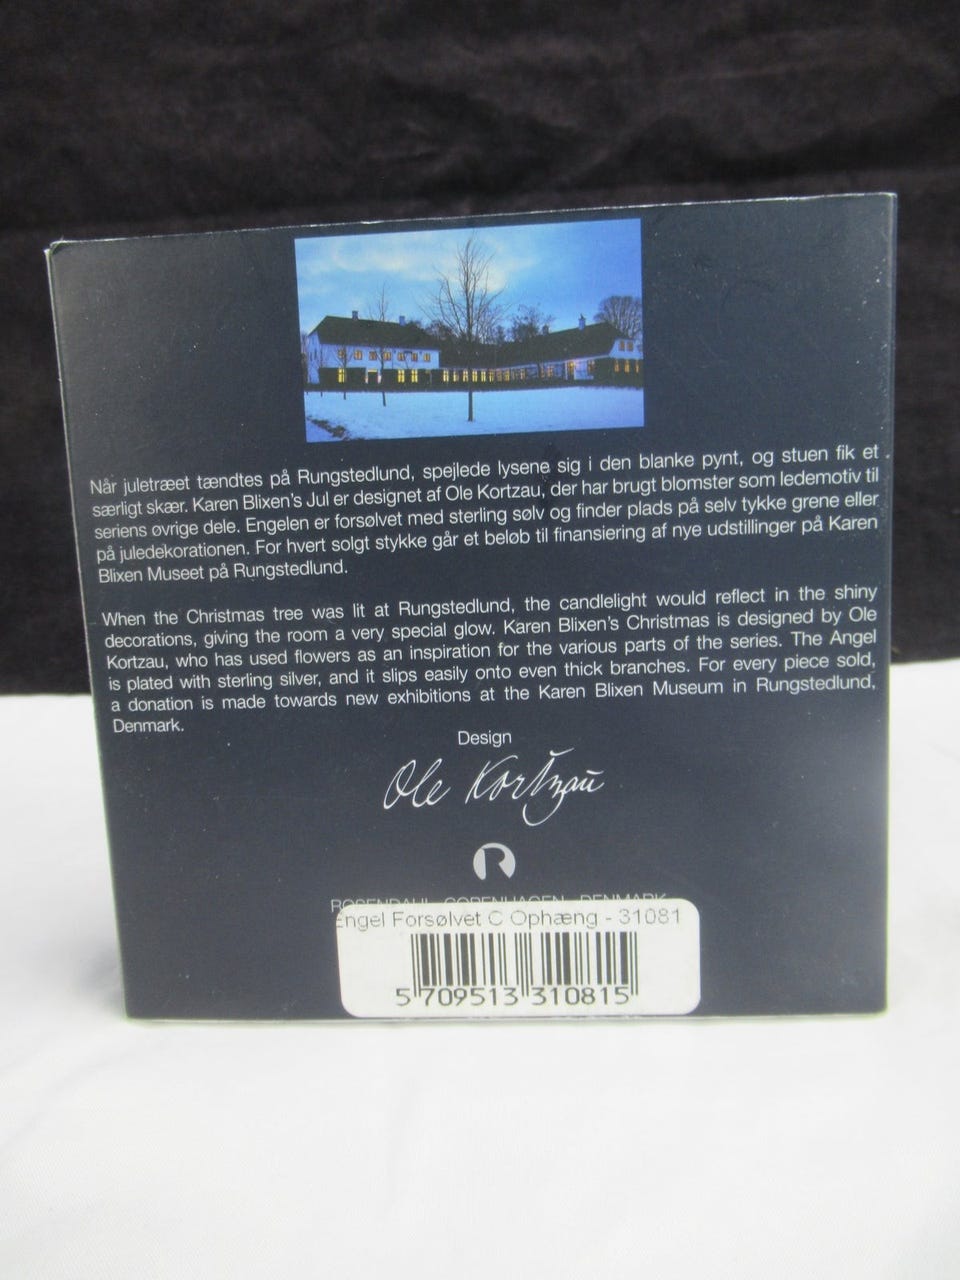 Når juletræet tændtes på Rungstedlund, spejlede lysene sig i den blanke pynt, og stuen fik et
særligt skær. Karen Blixen's Jul er designet af Ole Kortzau, der har brugt blomster som ledemotiv til
seriens øvrige dele. Engelen er forsølvet med sterling sølv og finder plads på selv tykke grene eller
på juledekorationen. For hvert solgt stykke går et beløb til finansiering af nye udstillinger på Karen
Blixen Museet på Rungstedlund.
When the Christmas tree was lit at Rungstedlund, the candlelight would reflect in the shiny
decorations, giving the room a very special glow. Karen Blixen's Christmas is designed by Ole
Kortzau, who has used flowers as an inspiration for the various parts of the series. The Angel
is plated with sterling silver, and it slips easily onto even thick branches. For every piece sold,
a donation is made towards new exhibitions at the Karen Blixen Museum in Rungstedlund,
Denmark.
Design
Ole Kortzau
R
ROSENDAHL COPENHAGEN DENMARK
Engel Forsølvet C Ophæng - 31081
5 709513 310815